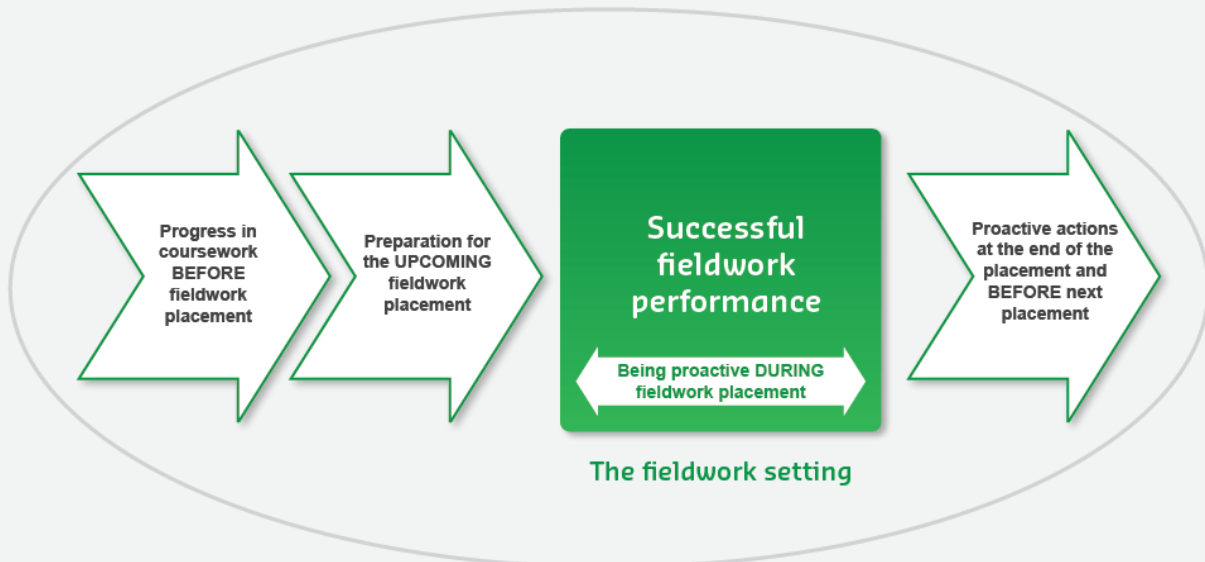 Progress in
coursework
BEFORE
fieldwork
placement
Preparation for
the UPCOMING
fieldwork
placement
Successful
fieldwork
performance
Being proactive DURING
fieldwork placement
The fieldwork setting
Proactive actions
at the end of the
placement and
BEFORE next
placement